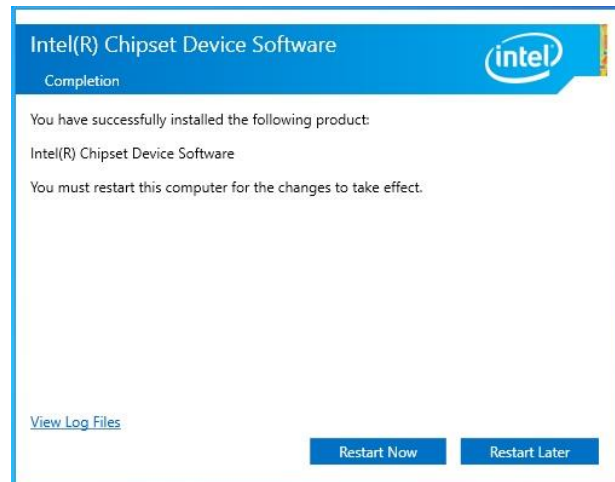 Intel(R) Chipset Device Software
intel
Completion
You have successfully installed the following product:
Intel(R) Chipset Device Software
You must restart this computer for the changes to take effect.
View Log Files
Restart Now
Restart Later